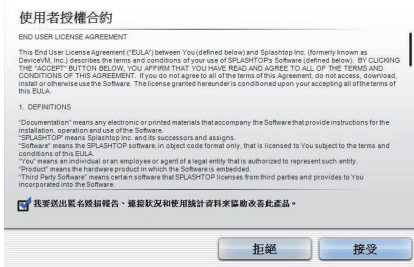 使用者授權合約
END USER LICENSE AGREEMENT
This End User License Agreement ("EULA") between You (defined below) and Splashtop Inc. (formerly known as
DeviceVM, Inc.) describes the terms and conditions of your use of SPLASHTOP's Software (defined below). BY CLICKING
THE "ACCEPT" BUTTON BELOW, YOU AFFIRM THAT YOU HAVE READ AND AGREE TO ALL OF THE TERMS AND
CONDITIONS OF THIS AGREEMENT. If you do not agree to all of the terms of this Agreement, do not access, download,
install or otherwise use the Software. The license granted hereunder is conditioned upon your accepting all of the terms of
this EULA.
1. DEFINITIONS
"Documentation" means any electronic or printed materials that accompany the Software that provide instructions for the
installation, operation and use of the Software.
"SPLASHTOP" means Splashtop Inc. and its successors and assigns.
"Software" means the SPLASHTOP software, in object code format only, that is licensed to You subject to the terms and
conditions of this EULA.
"You" means an individual or an employee or agent of a legal entity that is authorized to represent such entity.
"Product" means the hardware product in which the Software is embedded.
"Third Party Software" means certain software that SPLASHTOP licenses from third parties and provides to You
incorporated into the Software.
我要送出匿名毀損報告、連接狀況和使用統計資料來協助改善此產品。
拒絕
接受